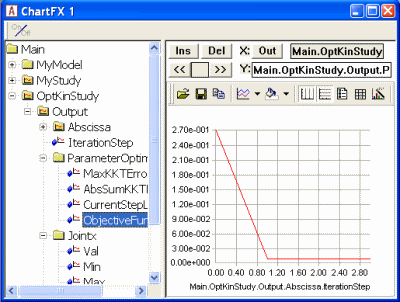 ChartFX 1
On/Off
Main
MyModel
MyStudy
OptKinStudy
Output
Abscissa
IterationStep
ParameterOptim
MaxKKTErro
AbsSumKKTI
CurrentStepL
ObjectiveFun
Jointx
Val
Min
Max
Ins Del X: Out Main.OptKinStudy
<< >> Y: Main.OptKinStudy.Output.P
2.70e-001
2.40e-001
2.10e-001
1.80e-001
1.50e-001
1.20e-001
9.00e-002
6.00e-002
3.00e-002
0.00e+000
0.00 0.40 0.80 1.20 1.60 2.00 2.40 2.80
Main.OptKinStudy.Output.Abscissa.IterationStep